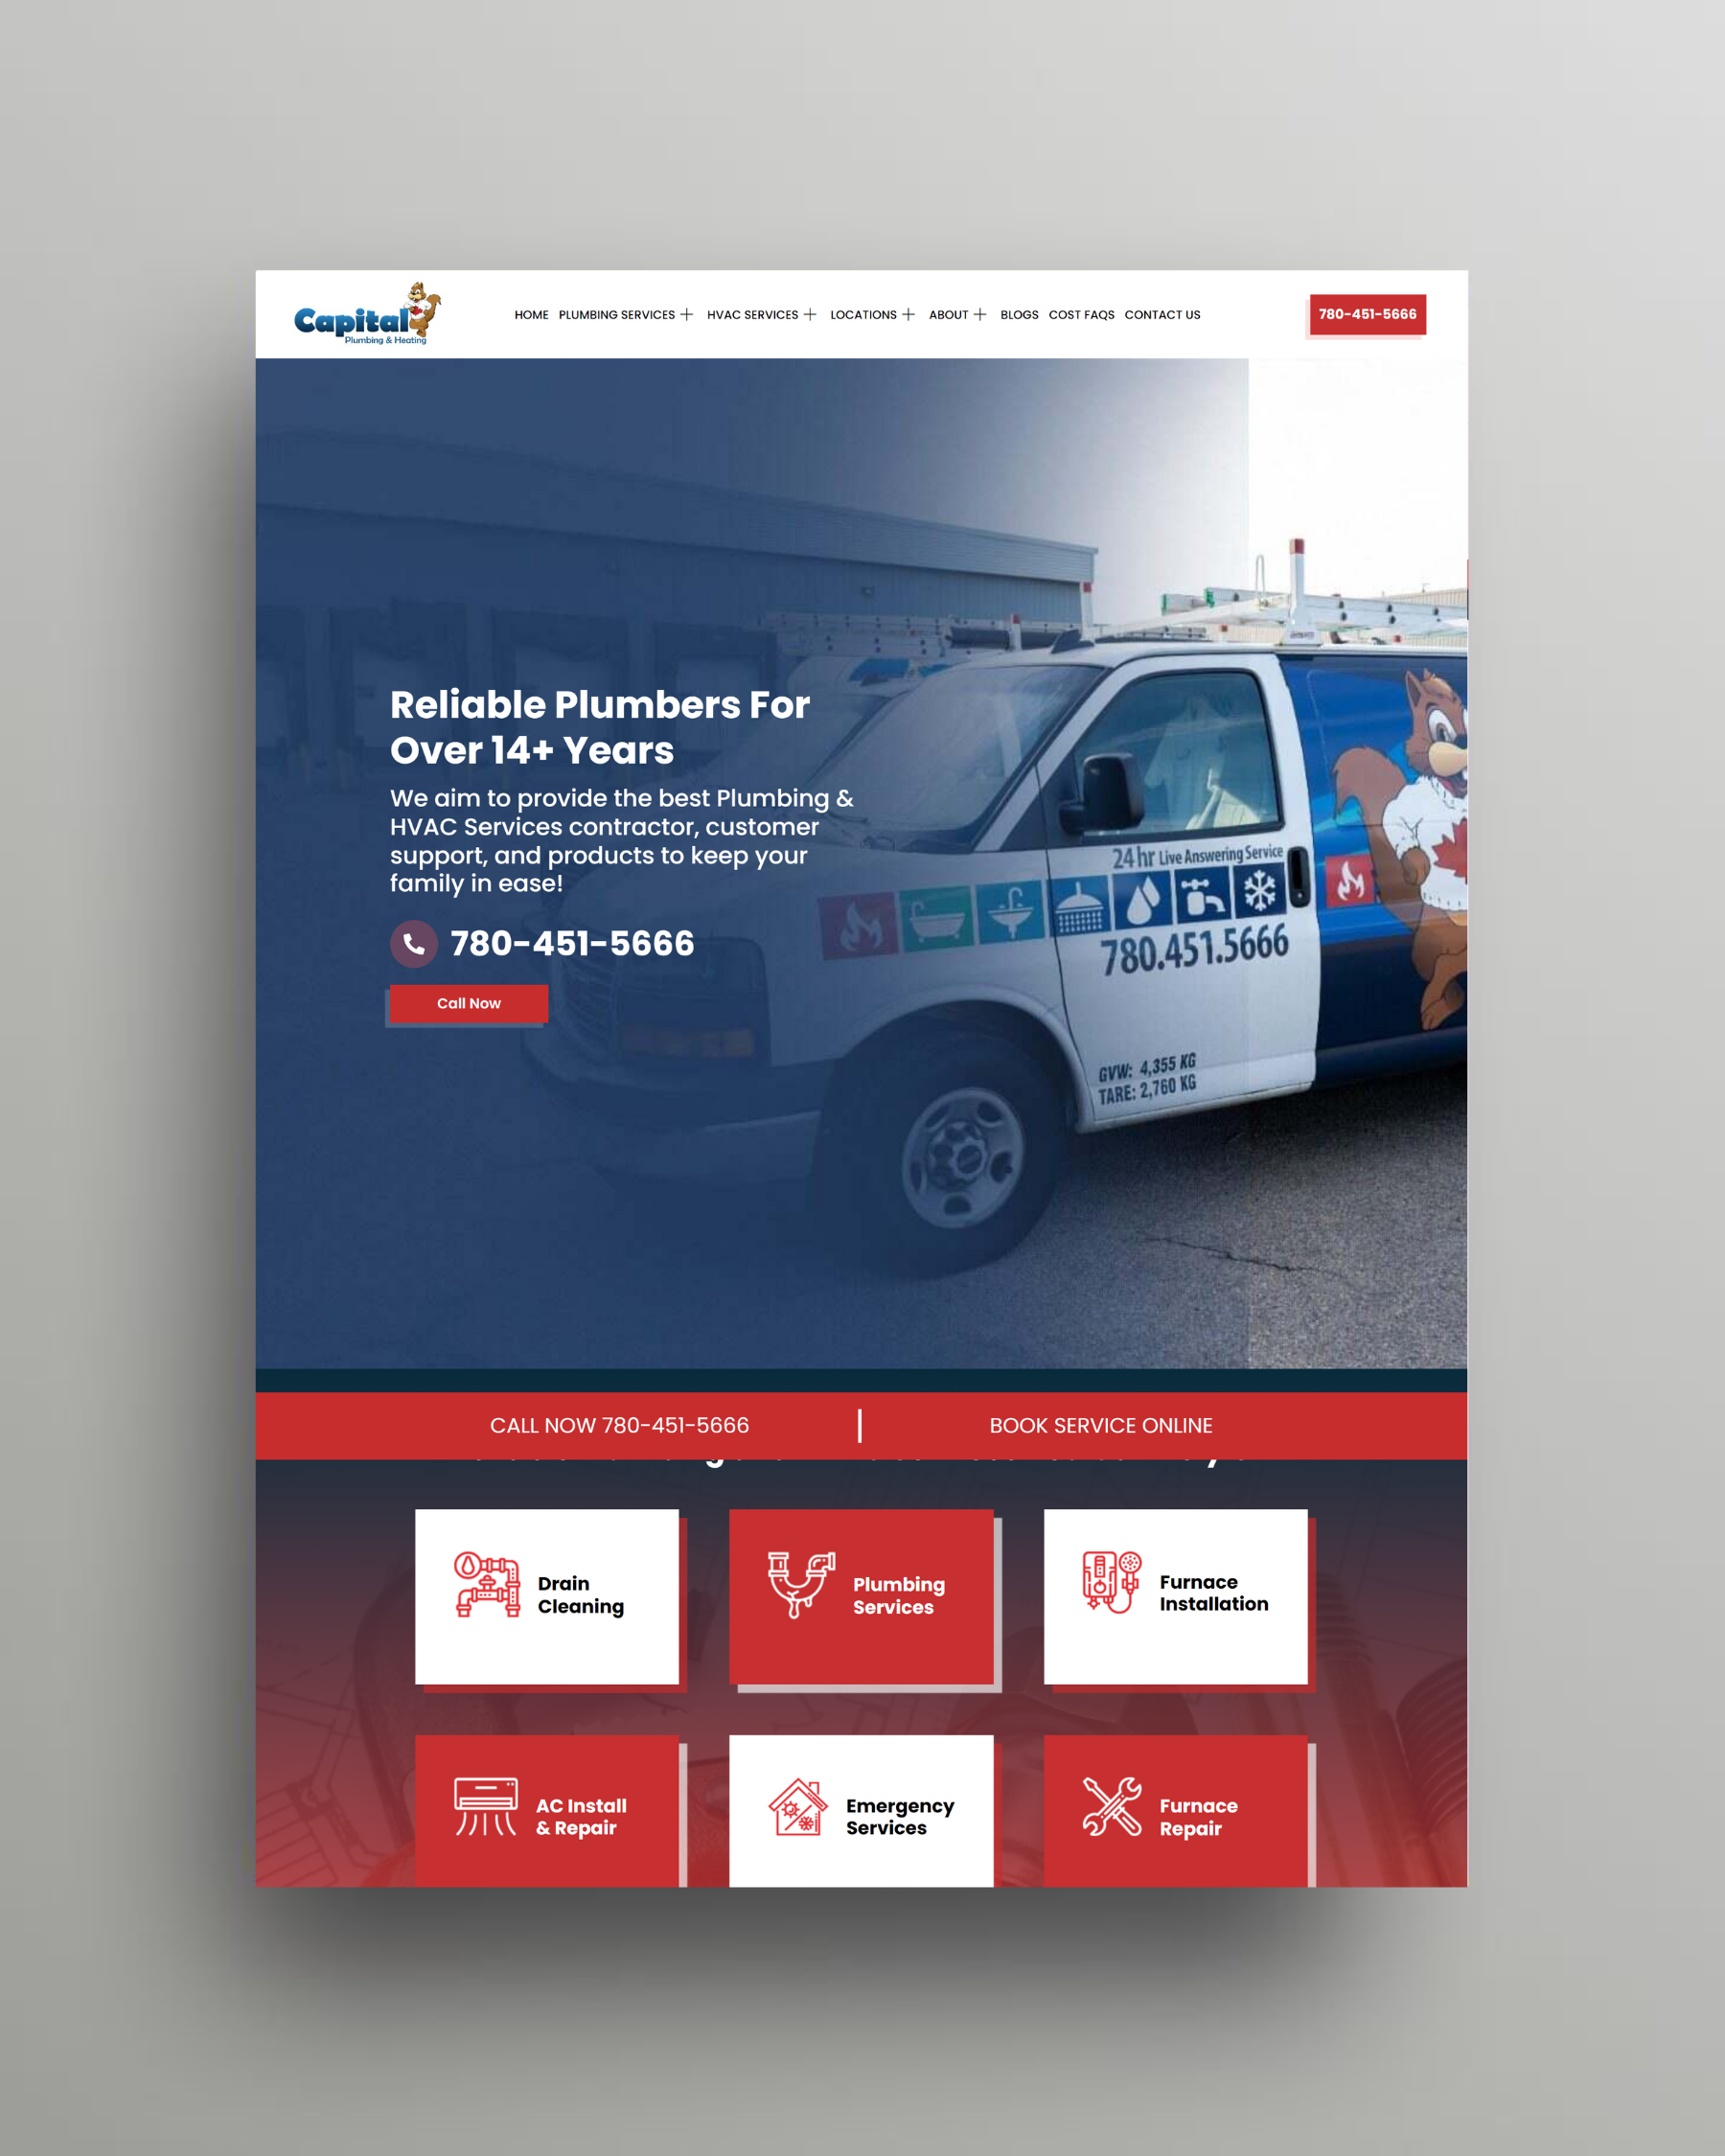 Capital
Plumbing & Heating
HOME PLUMBING SERVICES + HVAC SERVICES + LOCATIONS + ABOUT + BLOGS COST FAQS CONTACT US
780-451-5666
Reliable Plumbers For
Over 14+ Years
We aim to provide the best Plumbing &
HVAC Services contractor, customer
support, and products to keep your
family in ease!
780-451-5666
Call Now
24hr Live Answering Service
780.451.5666
GVW: 4,355 KG
TARE: 2,760 KG
CALL NOW 780-451-5666 | BOOK SERVICE ONLINE
Drain
Cleaning
Plumbing
Services
Furnace
Installation
AC Install
& Repair
Emergency
Services
Furnace
Repair